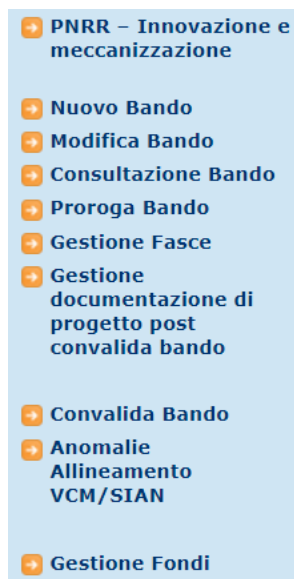 PNRR – Innovazione e
meccanizzazione
Nuovo Bando
Modifica Bando
Consultazione Bando
Proroga Bando
Gestione Fasce
Gestione
documentazione di
progetto post
convalida bando
Convalida Bando
Anomalie
Allineamento
VCM/SIAN
Gestione Fondi